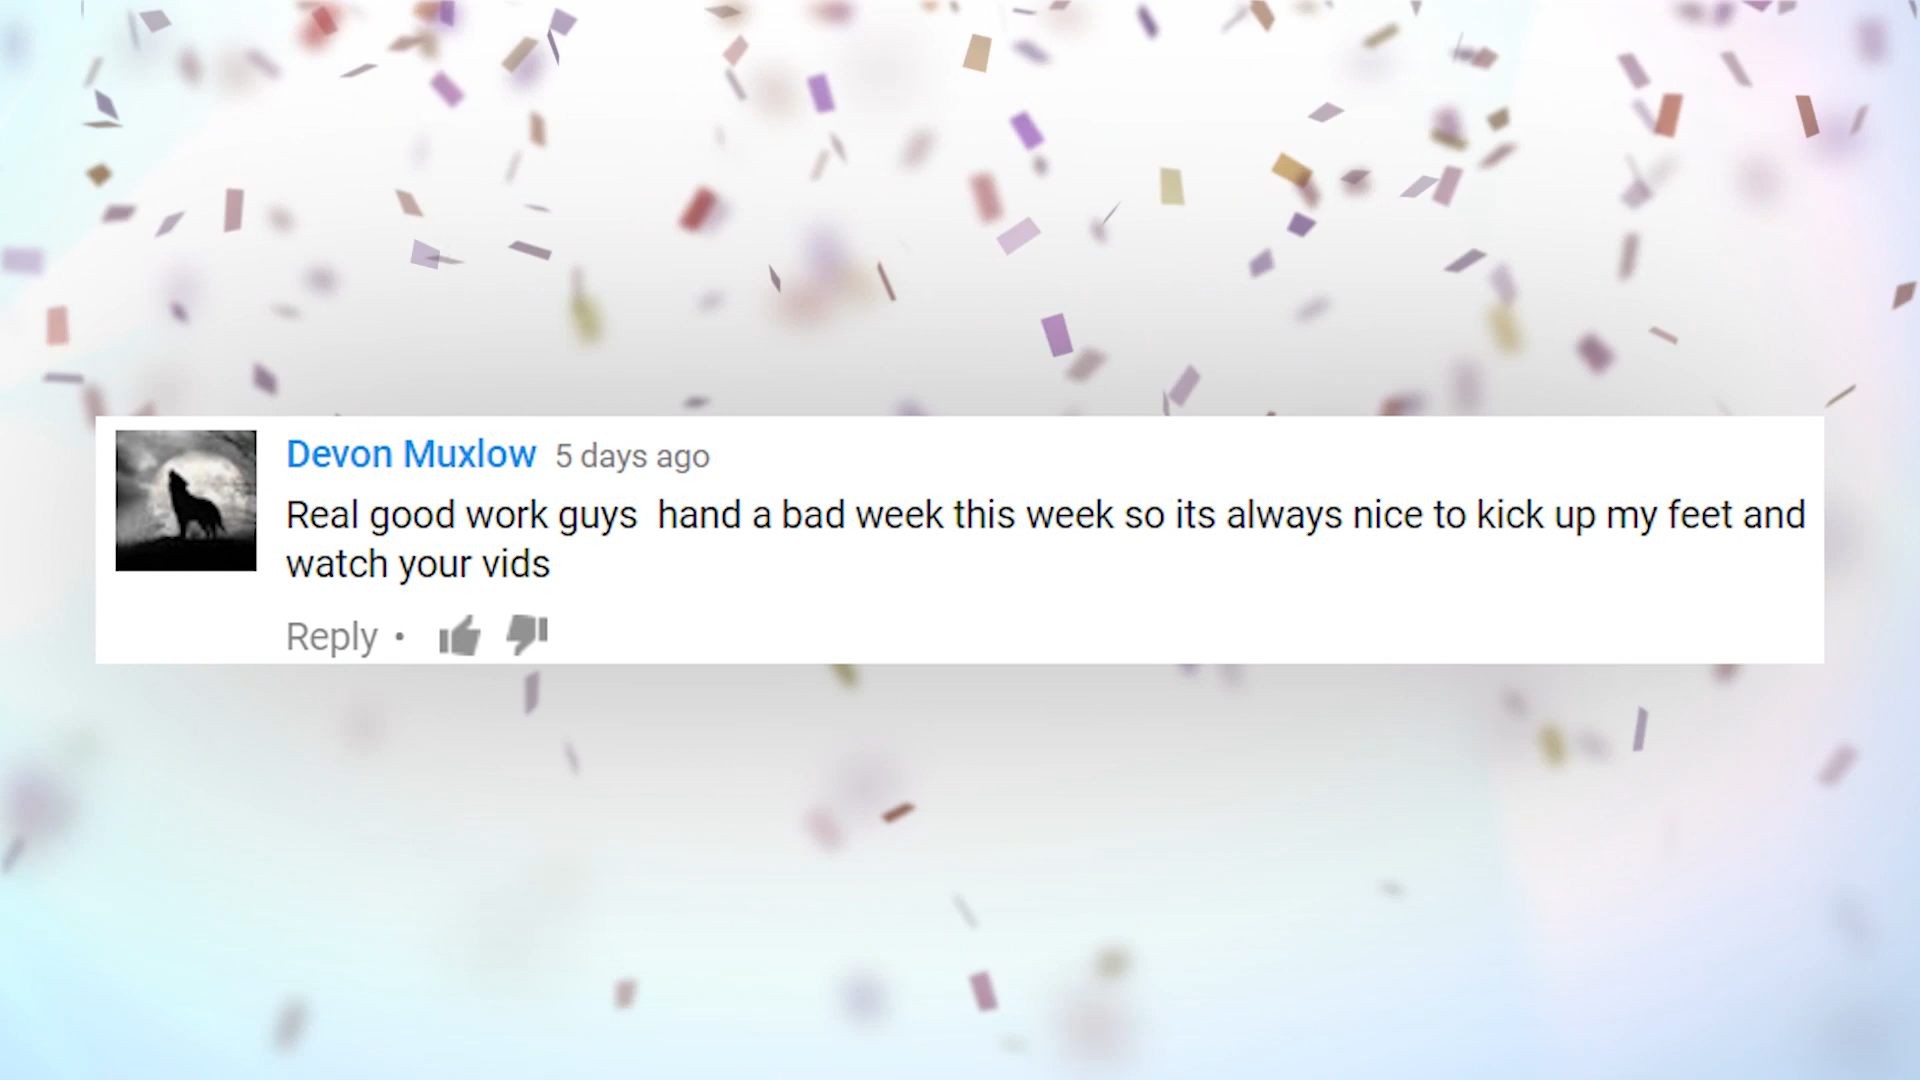 Devon Muxlow 5 days ago
Real good work guys  hand a bad week this week so its always nice to kick up my feet and
watch your vids
Reply •